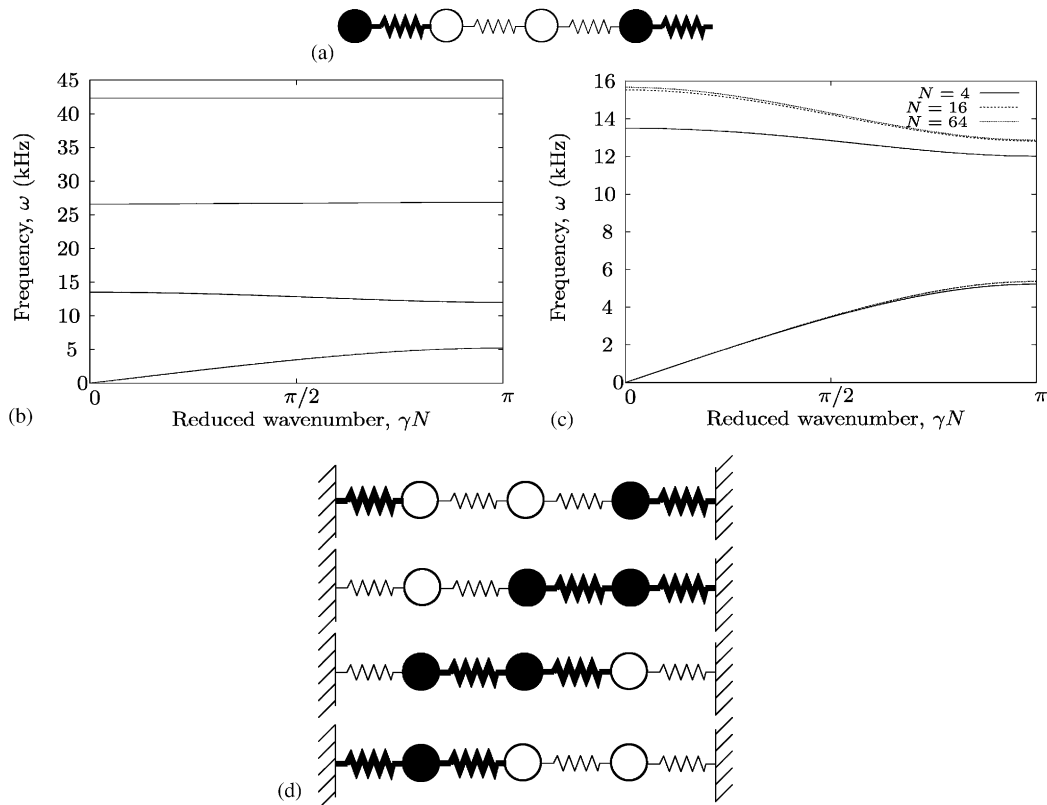 (a)
45
40
35
30
25
20
15
10
5
0
Frequency, ω (kHz)
0
π/2
π
Reduced wavenumber, γN
(b)
16
14
12
10
8
6
4
2
0
Frequency, ω (kHz)
N = 4
N = 16
N = 64
0
π/2
π
Reduced wavenumber, γN
(c)
(d)